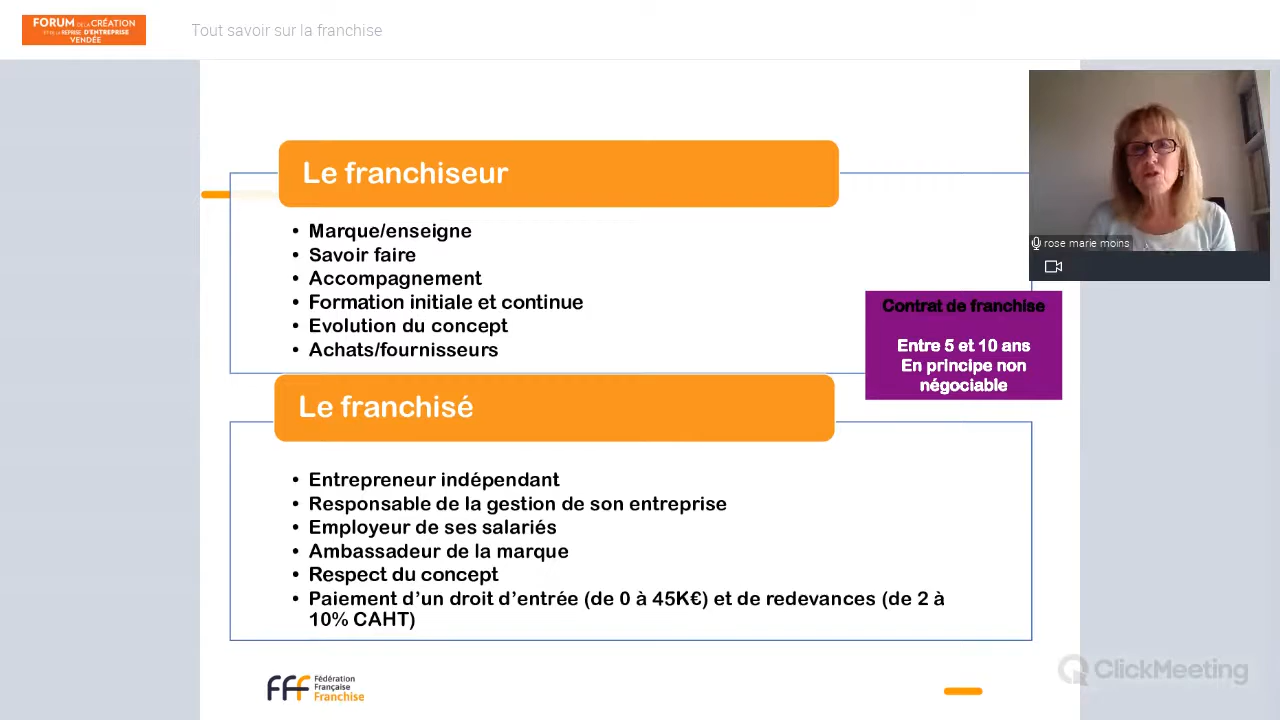 FORUM DE LA CRÉATION
ET DE LA REPRISE D'ENTREPRISE
VENDÉE
Tout savoir sur la franchise
Le franchiseur
• Marque/enseigne
• Savoir faire
• Accompagnement
• Formation initiale et continue
• Evolution du concept
• Achats/fournisseurs
rose marie moins
Contrat de franchise
Entre 5 et 10 ans
En principe non
négociable
Le franchisé
• Entrepreneur indépendant
• Responsable de la gestion de son entreprise
• Employeur de ses salariés
• Ambassadeur de la marque
• Respect du concept
• Paiement d’un droit d’entrée (de 0 à 45K€) et de redevances (de 2 à
10% CAHT)
fff Fédération
Française
Franchise
ClickMeeting